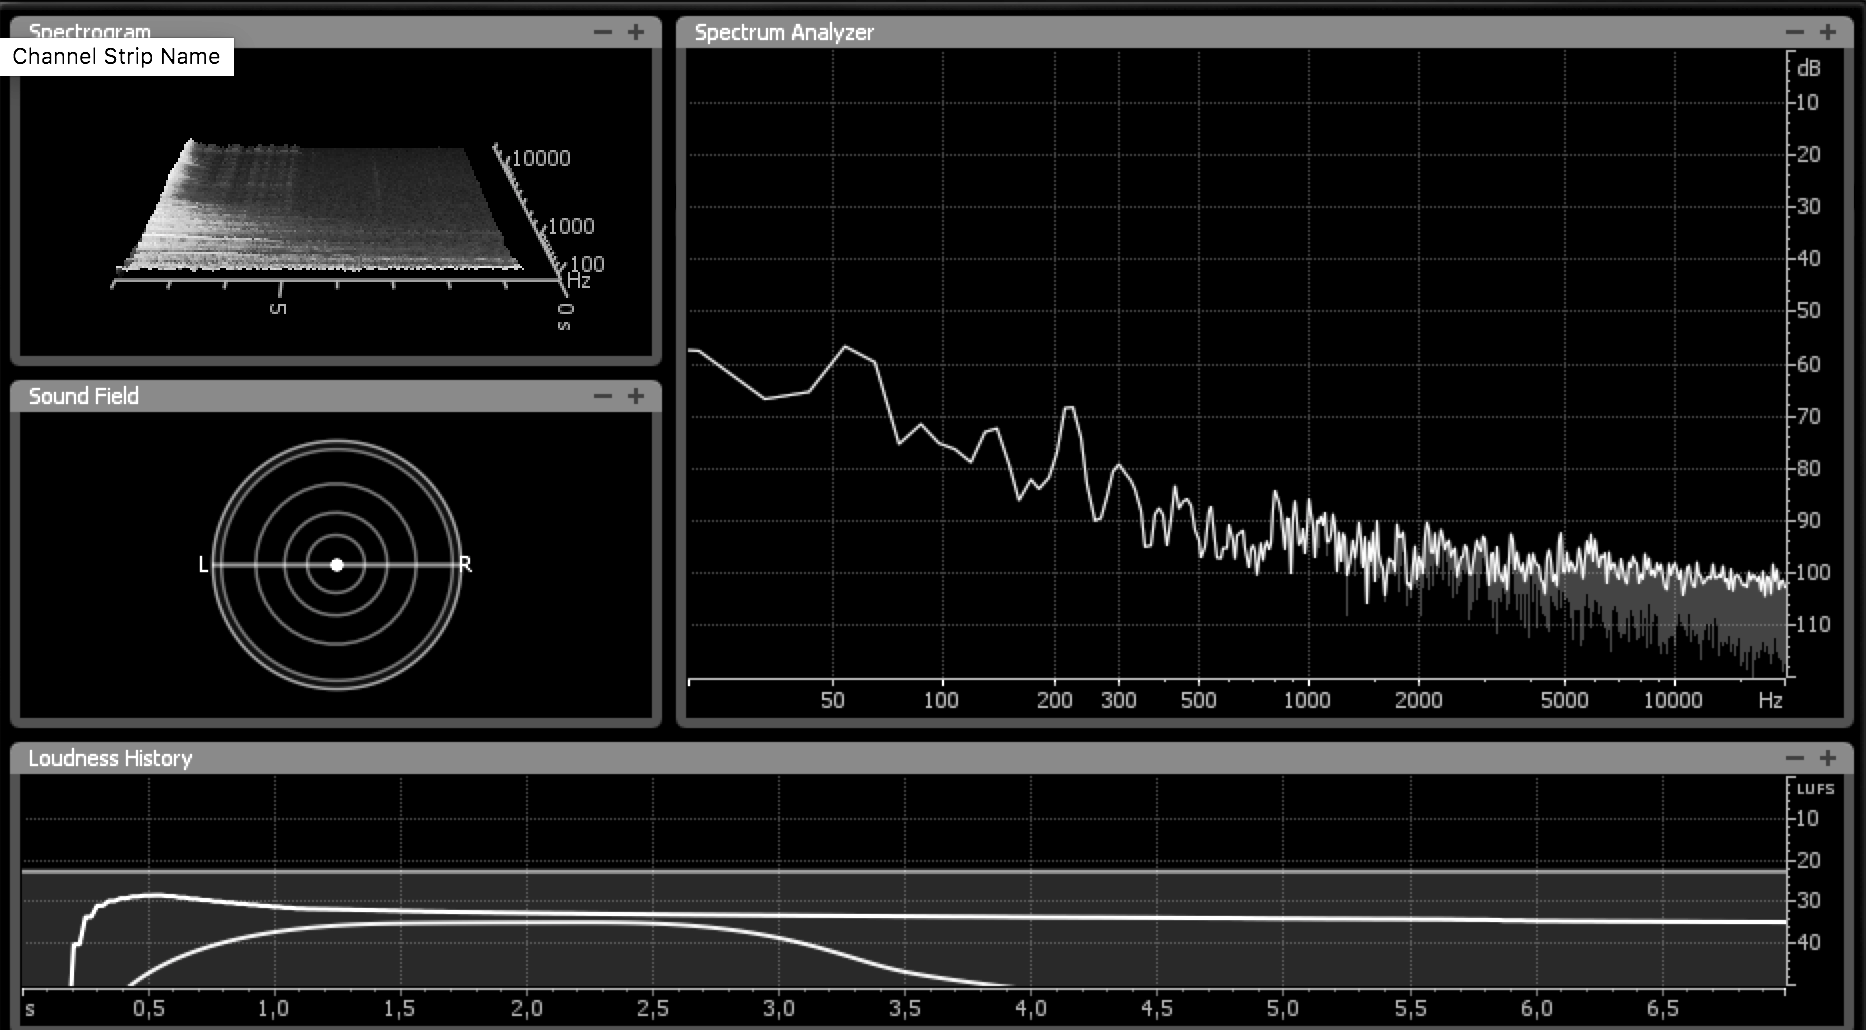 Spectrogram
Channel Strip Name
10000
1000
100
Hz
5
0
s
Spectrum Analyzer
dB
10
20
30
40
50
60
70
80
90
100
110
50 100 200 300 500 1000 2000 5000 10000 Hz
Sound Field
L R
Loudness History
LUFS
10
20
30
40
s 0,5 1,0 1,5 2,0 2,5 3,0 3,5 4,0 4,5 5,0 5,5 6,0 6,5